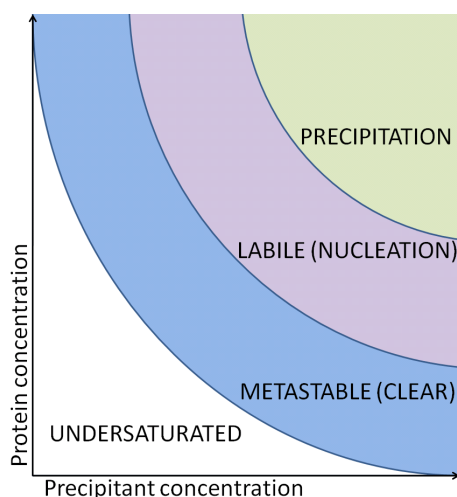 PRECIPITATION
LABILE (NUCLEATION)
METASTABLE (CLEAR)
UNDERSATURATED
Protein concentration
Precipitant concentration